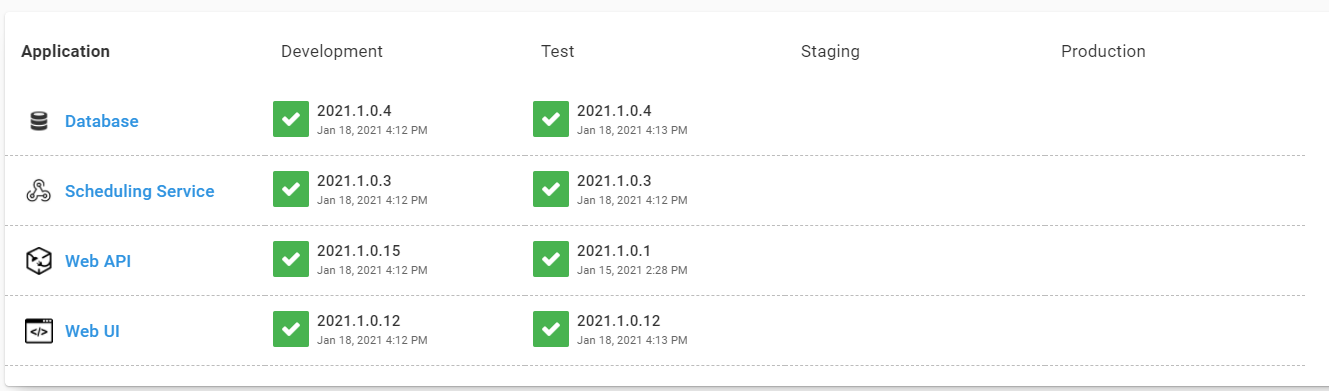 Application Development Test Staging Production
Database 2021.1.0.4 2021.1.0.4
Jan 18, 2021 4:12 PM Jan 18, 2021 4:13 PM
Scheduling Service 2021.1.0.3 2021.1.0.3
Jan 18, 2021 4:12 PM Jan 18, 2021 4:12 PM
Web API 2021.1.0.15 2021.1.0.1
Jan 18, 2021 4:12 PM Jan 15, 2021 2:28 PM
</> Web UI 2021.1.0.12 2021.1.0.12
Jan 18, 2021 4:12 PM Jan 18, 2021 4:13 PM